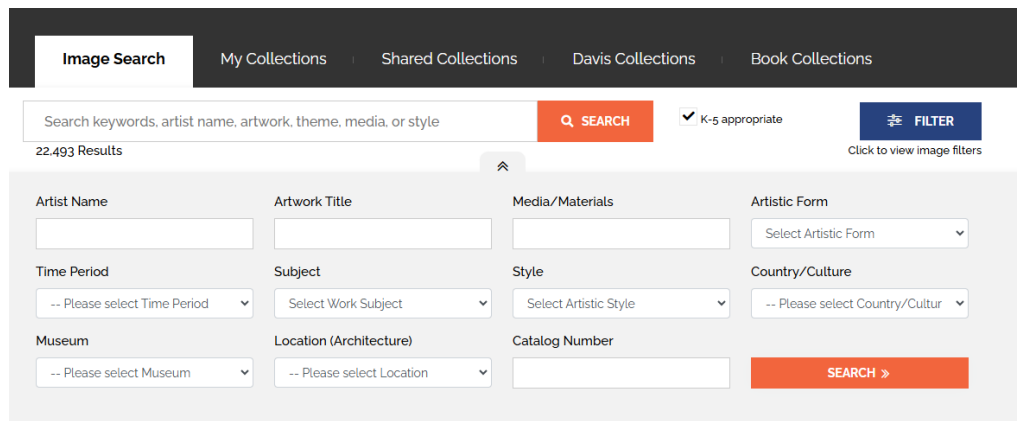 Image Search My Collections Shared Collections Davis Collections Book Collections
Search keywords, artist name, artwork, theme, media, or style SEARCH K-5 appropriate FILTER
22,493 Results Click to view image filters
Artist Name Artwork Title Media/Materials Artistic Form
Select Artistic Form
Time Period Subject Style Country/Culture
-- Please select Time Period Select Work Subject Select Artistic Style -- Please select Country/Cultur
Museum Location (Architecture) Catalog Number
-- Please select Museum -- Please select Location SEARCH »